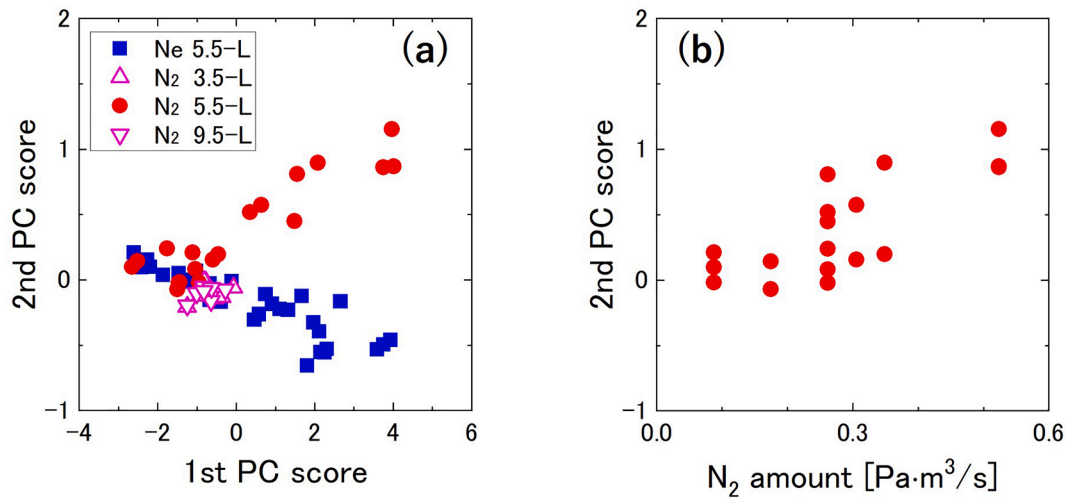 (a)
Ne 5.5-L
N₂ 3.5-L
N₂ 5.5-L
N₂ 9.5-L
2
1
0
−1
2nd PC score
−4
−2
0
2
4
6
1st PC score
(b)
2
1
0
−1
2nd PC score
0.0
0.3
0.6
N₂ amount [Pa·m³/s]